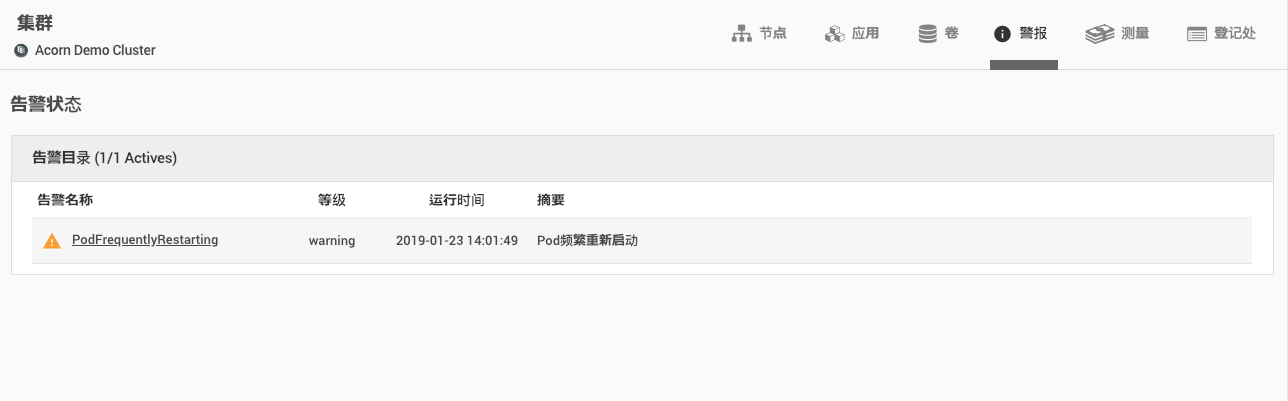 集群
Acorn Demo Cluster
节点 应用 卷 警报 测量 登记处
告警状态
告警目录 (1/1 Actives)
告警名称 等级 运行时间 摘要
PodFrequentlyRestarting warning 2019-01-23 14:01:49 Pod频繁重新启动